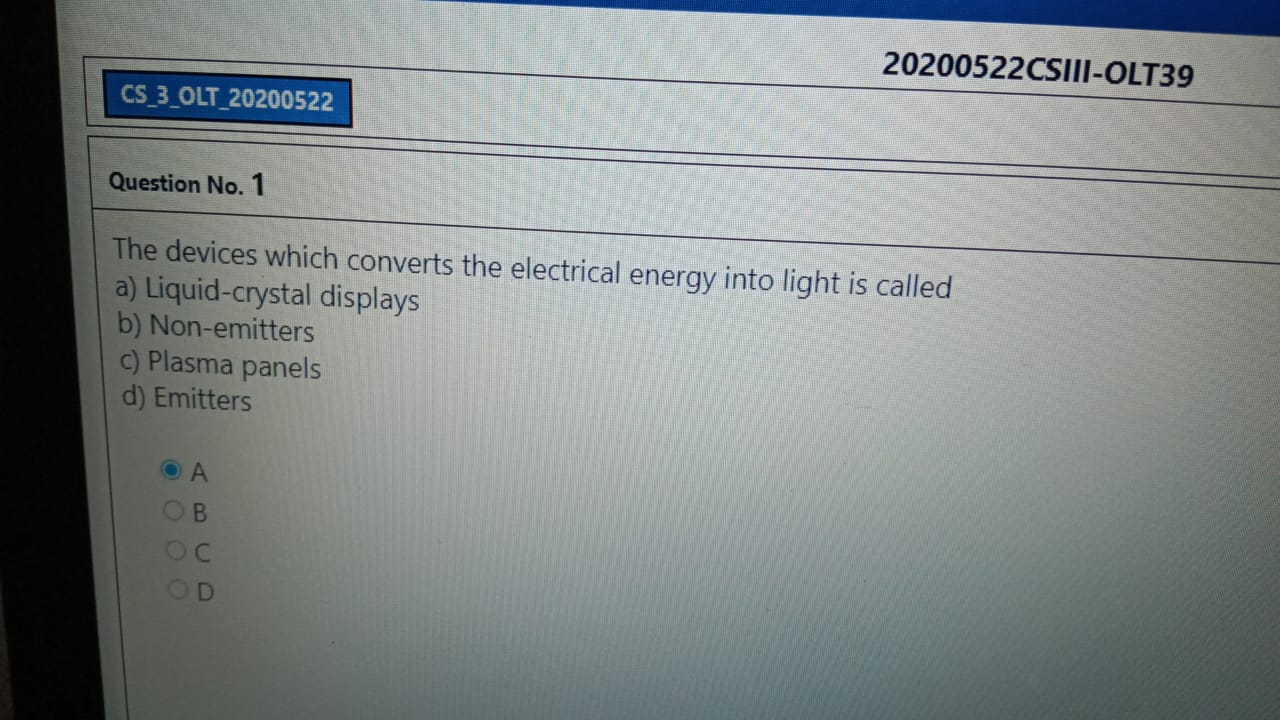 20200522CSIII-OLT39
CS_3_OLT_20200522
Question No. 1
The devices which converts the electrical energy into light is called
a) Liquid-crystal displays
b) Non-emitters
c) Plasma panels
d) Emitters
A
B
C
D